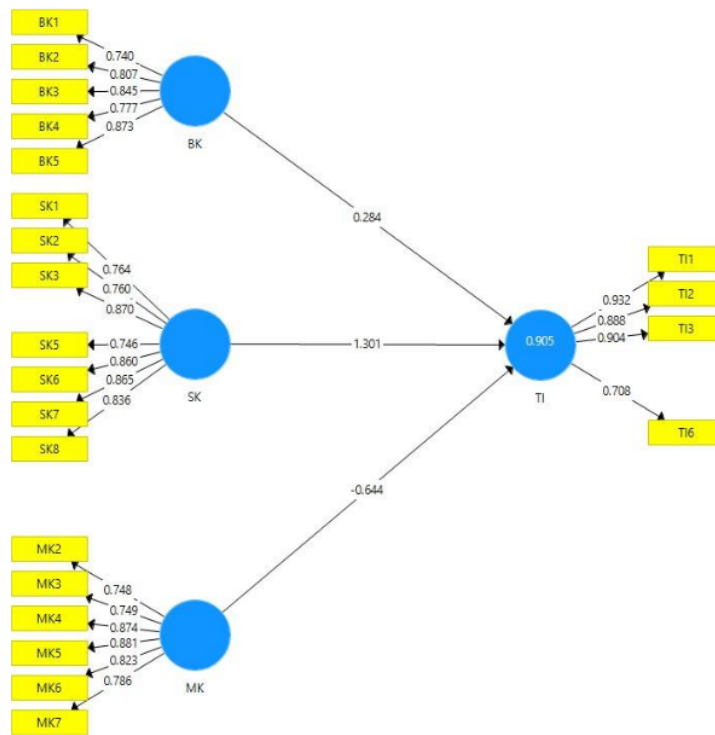 BK1
BK2
BK3
BK4
BK5
0.740
0.807
0.845
0.777
0.873
BK
0.284
SK1
SK2
SK3
SK5
SK6
SK7
SK8
0.764
0.760
0.870
0.746
0.860
0.865
0.836
SK
1.301
MK2
MK3
MK4
MK5
MK6
MK7
0.748
0.749
0.874
0.881
0.823
0.786
MK
-0.644
0.905
TI
0.932
0.888
0.904
0.708
TI1
TI2
TI3
TI6